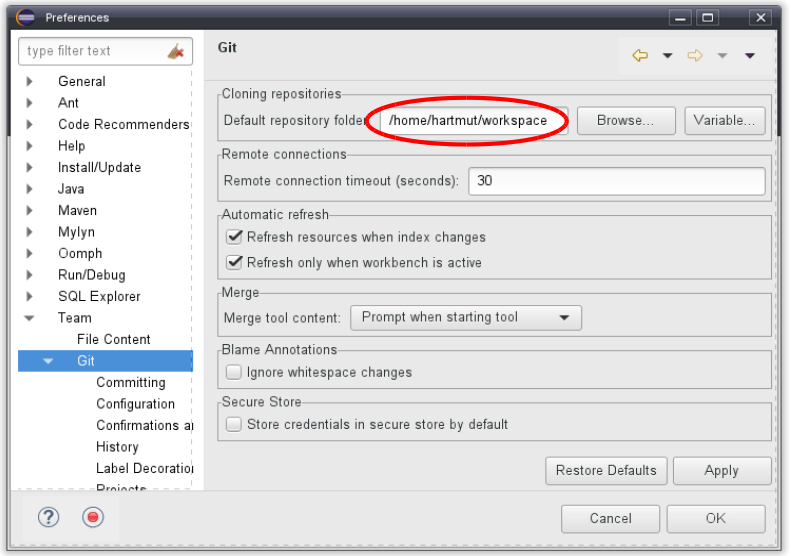 Preferences
type filter text
General
Ant
Code Recommenders
Help
Install/Update
Java
Maven
Mylyn
Oomph
Run/Debug
SQL Explorer
Team
File Content
Git
Committing
Configuration
Confirmations a
History
Label Decoratio
Projects
Git
Cloning repositories
Default repository folder /home/hartmut/workspace Browse... Variable...
Remote connections
Remote connection timeout (seconds): 30
Automatic refresh
Refresh resources when index changes
Refresh only when workbench is active
Merge
Merge tool content: Prompt when starting tool
Blame Annotations
Ignore whitespace changes
Secure Store
Store credentials in secure store by default
Restore Defaults Apply
Cancel OK